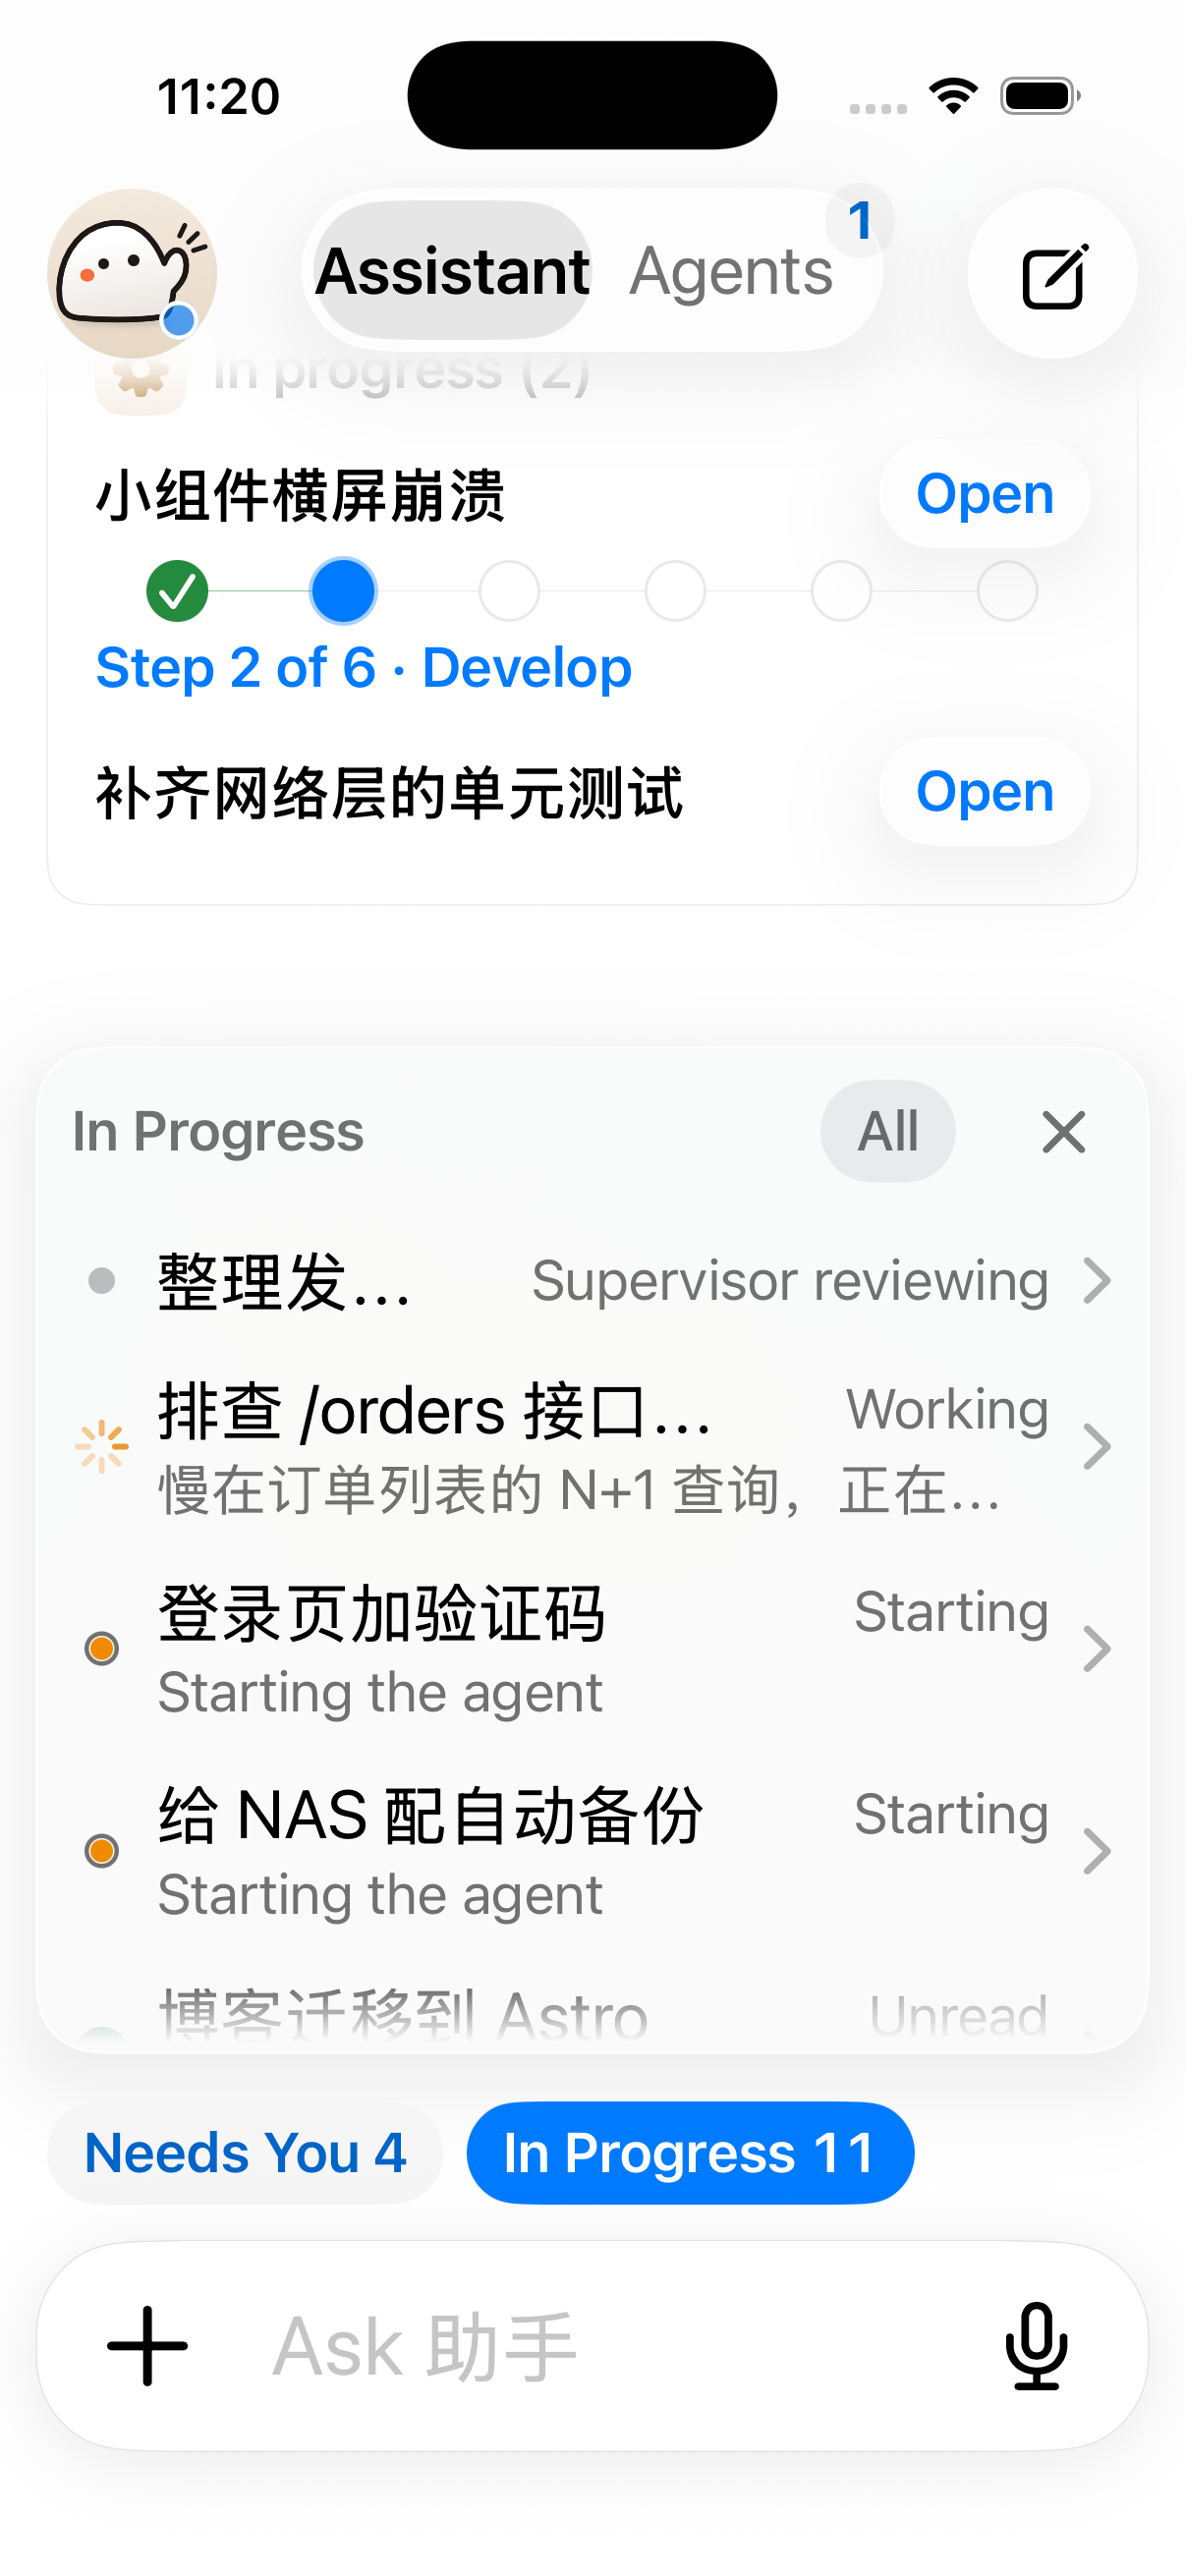 11:20
Assistant
Agents
1
In progress (2)
小组件横屏崩溃
Open
Step 2 of 6 · Develop
补齐网络层的单元测试
Open
In Progress
All
整理发...
Supervisor reviewing
排查 /orders 接口...
Working
慢在订单列表的 N+1 查询，正在...
登录页加验证码
Starting
Starting the agent
给 NAS 配自动备份
Starting
Starting the agent
博客迁移到 Astro
Unread
Needs You 4
In Progress 11
Ask 助手